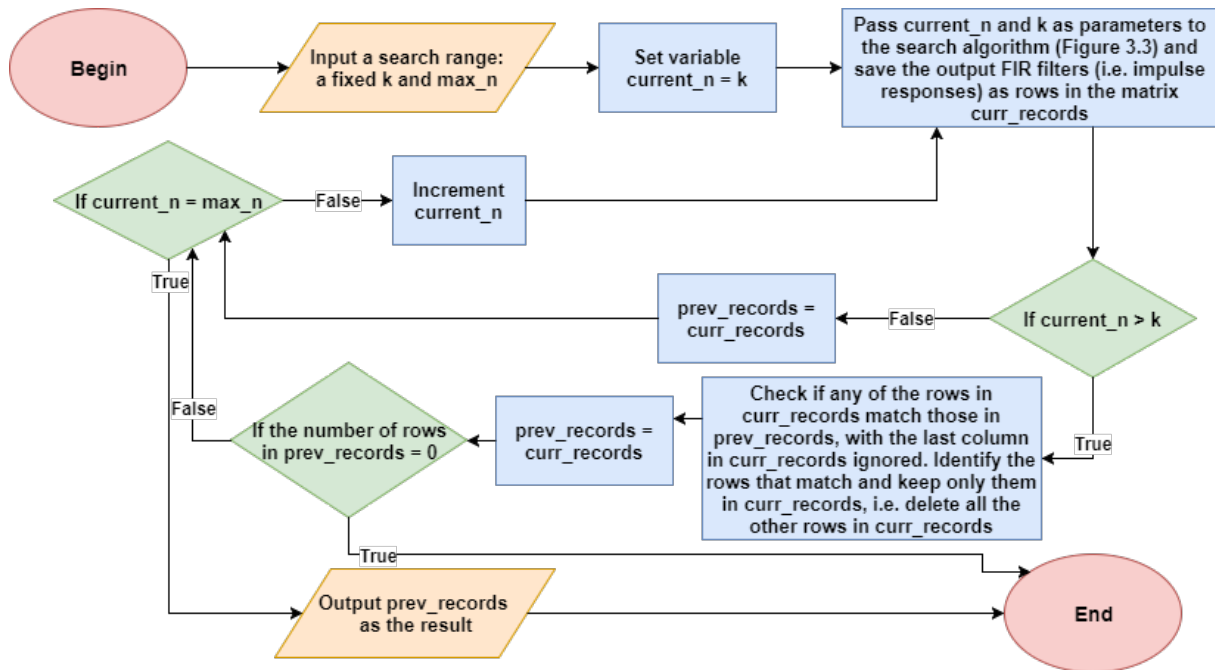 Begin
Input a search range:
a fixed k and max_n
Set variable
current_n = k
Pass current_n and k as parameters to
the search algorithm (Figure 3.3) and
save the output FIR filters (i.e. impulse
responses) as rows in the matrix
curr_records
If current_n = max_n
False
Increment
current_n
True
prev_records =
curr_records
False
If current_n > k
False
If the number of rows
in prev_records = 0
prev_records =
curr_records
Check if any of the rows in
curr_records match those in
prev_records, with the last column
in curr_records ignored. Identify the
rows that match and keep only them
in curr_records, i.e. delete all the
other rows in curr_records
True
True
Output prev_records
as the result
End